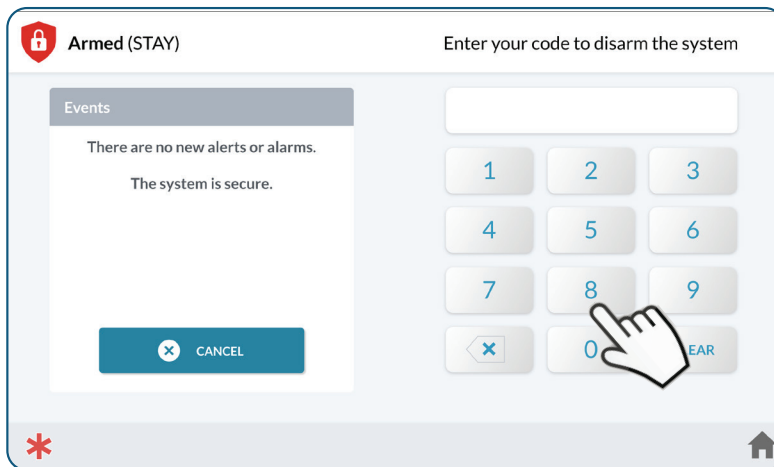 Armed (STAY)
Enter your code to disarm the system
Events
There are no new alerts or alarms.
The system is secure.
CANCEL
1 2 3
4 5 6
7 8 9
0 EAR